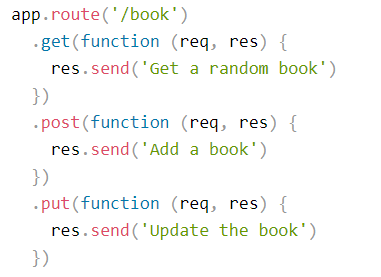 app.route('/book')
  .get(function (req, res) {
    res.send('Get a random book')
  })
  .post(function (req, res) {
    res.send('Add a book')
  })
  .put(function (req, res) {
    res.send('Update the book')
  })